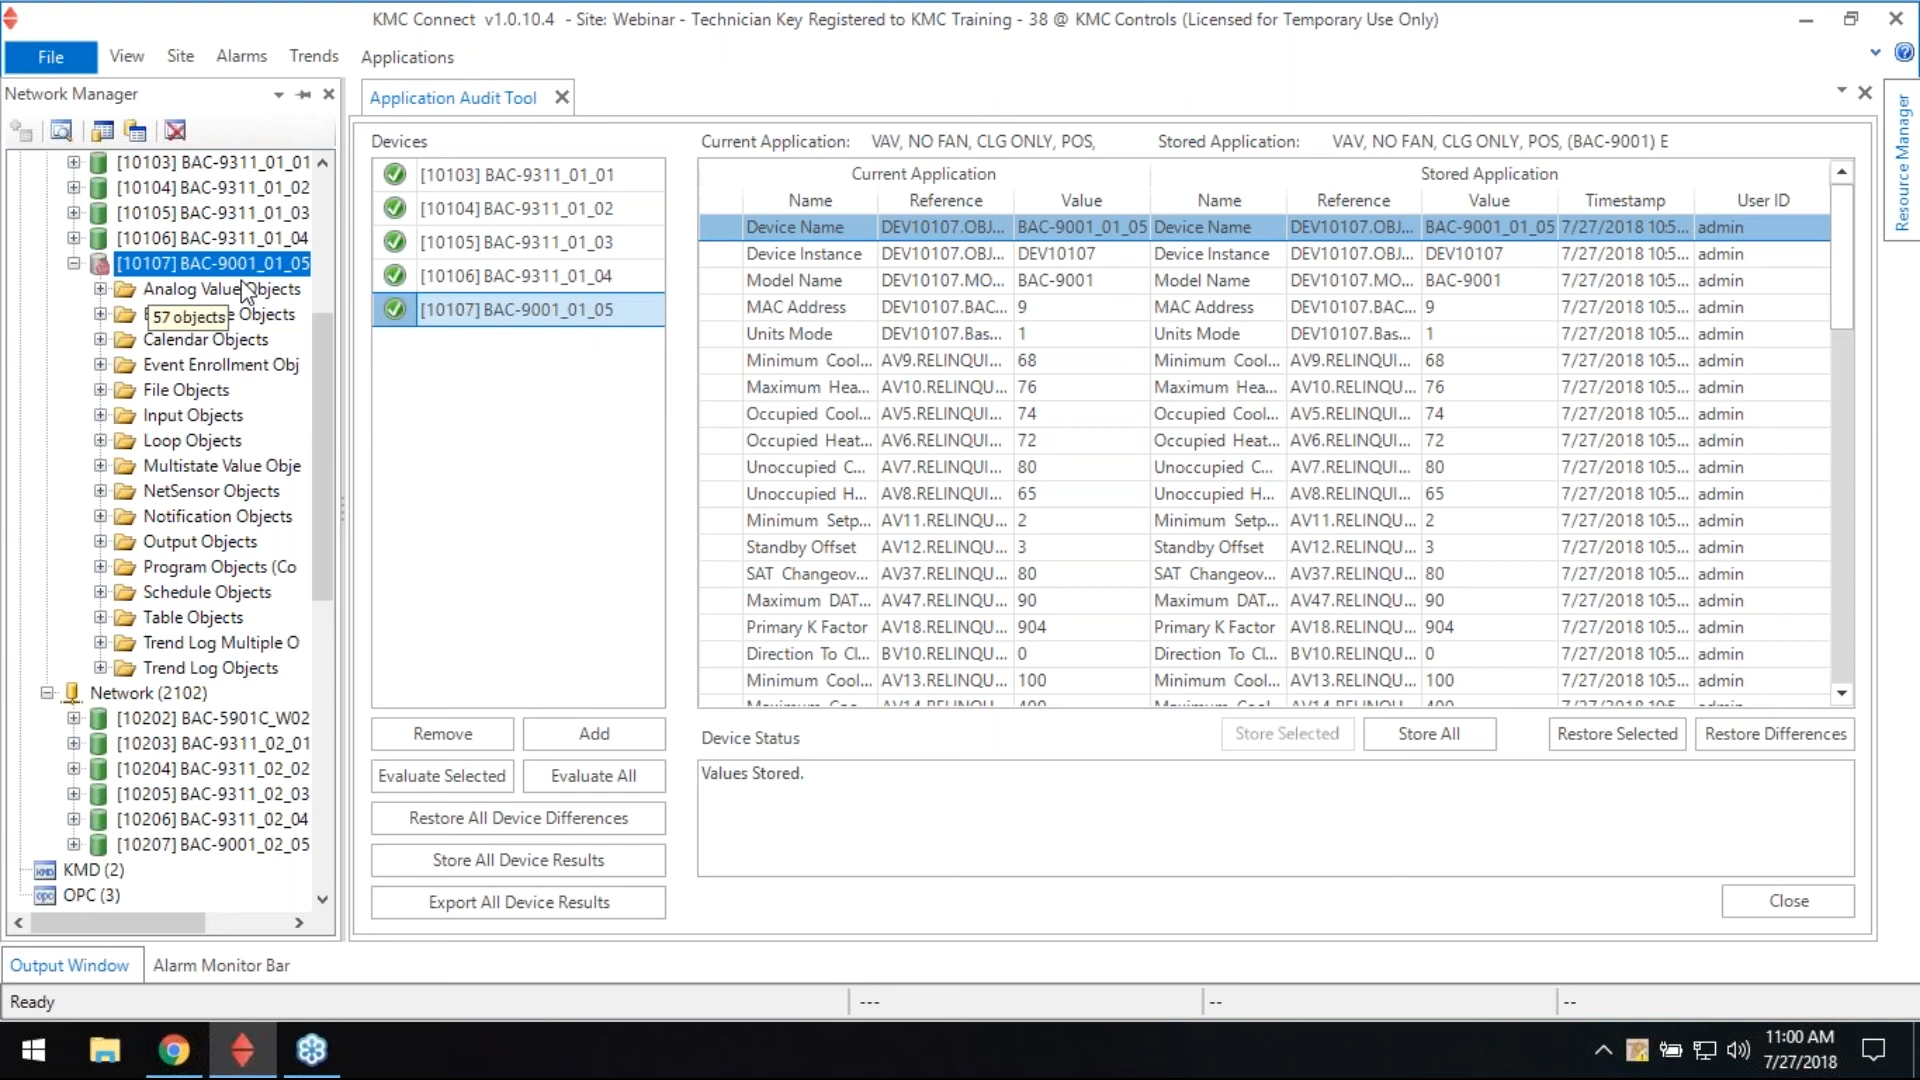 KMC Connect v1.0.10.4 - Site: Webinar - Technician Key Registered to KMC Training - 38 @ KMC Controls (Licensed for Temporary Use Only)
File View Site Alarms Trends Applications
Network Manager
[10103] BAC-9311_01_01
[10104] BAC-9311_01_02
[10105] BAC-9311_01_03
[10106] BAC-9311_01_04
[10107] BAC-9001_01_05
Analog Value Objects
57 objects
Objects
Calendar Objects
Event Enrollment Obj
File Objects
Input Objects
Loop Objects
Multistate Value Obje
NetSensor Objects
Notification Objects
Output Objects
Program Objects (Co
Schedule Objects
Table Objects
Trend Log Multiple O
Trend Log Objects
Network (2102)
[10202] BAC-5901C_W02
[10203] BAC-9311_02_01
[10204] BAC-9311_02_02
[10205] BAC-9311_02_03
[10206] BAC-9311_02_04
[10207] BAC-9001_02_05
KMD (2)
OPC (3)
Application Audit Tool
Devices
[10103] BAC-9311_01_01
[10104] BAC-9311_01_02
[10105] BAC-9311_01_03
[10106] BAC-9311_01_04
[10107] BAC-9001_01_05
Remove Add
Evaluate Selected Evaluate All
Restore All Device Differences
Store All Device Results
Export All Device Results
Current Application: VAV, NO FAN, CLG ONLY, POS, Stored Application: VAV, NO FAN, CLG ONLY, POS, (BAC-9001) E
Current Application Stored Application
Name Reference Value Name Reference Value Timestamp User ID
Device Name DEV10107.OBJ... BAC-9001_01_05 Device Name DEV10107.OBJ... BAC-9001_01_05 7/27/2018 10:5... admin
Device Instance DEV10107.OBJ... DEV10107 Device Instance DEV10107.OBJ... DEV10107 7/27/2018 10:5... admin
Model Name DEV10107.MO... BAC-9001 Model Name DEV10107.MO... BAC-9001 7/27/2018 10:5... admin
MAC Address DEV10107.BAC... 9 MAC Address DEV10107.BAC... 9 7/27/2018 10:5... admin
Units Mode DEV10107.Bas... 1 Units Mode DEV10107.Bas... 1 7/27/2018 10:5... admin
Minimum Cool... AV9.RELINQUI... 68 Minimum Cool... AV9.RELINQUI... 68 7/27/2018 10:5... admin
Maximum Hea... AV10.RELINQU... 76 Maximum Hea... AV10.RELINQU... 76 7/27/2018 10:5... admin
Occupied Cool... AV5.RELINQUI... 74 Occupied Cool... AV5.RELINQUI... 74 7/27/2018 10:5... admin
Occupied Heat... AV6.RELINQUI... 72 Occupied Heat... AV6.RELINQUI... 72 7/27/2018 10:5... admin
Unoccupied C... AV7.RELINQUI... 80 Unoccupied C... AV7.RELINQUI... 80 7/27/2018 10:5... admin
Unoccupied H... AV8.RELINQUI... 65 Unoccupied H... AV8.RELINQUI... 65 7/27/2018 10:5... admin
Minimum Setp... AV11.RELINQU... 2 Minimum Setp... AV11.RELINQU... 2 7/27/2018 10:5... admin
Standby Offset AV12.RELINQU... 3 Standby Offset AV12.RELINQU... 3 7/27/2018 10:5... admin
SAT Changeov... AV37.RELINQU... 80 SAT Changeov... AV37.RELINQU... 80 7/27/2018 10:5... admin
Maximum DAT... AV47.RELINQU... 90 Maximum DAT... AV47.RELINQU... 90 7/27/2018 10:5... admin
Primary K Factor AV18.RELINQU... 904 Primary K Factor AV18.RELINQU... 904 7/27/2018 10:5... admin
Direction To Cl... BV10.RELINQU... 0 Direction To Cl... BV10.RELINQU... 0 7/27/2018 10:5... admin
Minimum Cool... AV13.RELINQU... 100 Minimum Cool... AV13.RELINQU... 100 7/27/2018 10:5... admin
Store Selected Store All Restore Selected Restore Differences
Device Status
Values Stored.
Close
Resource Manager
Output Window Alarm Monitor Bar
Ready --- -- --
11:00 AM
7/27/2018